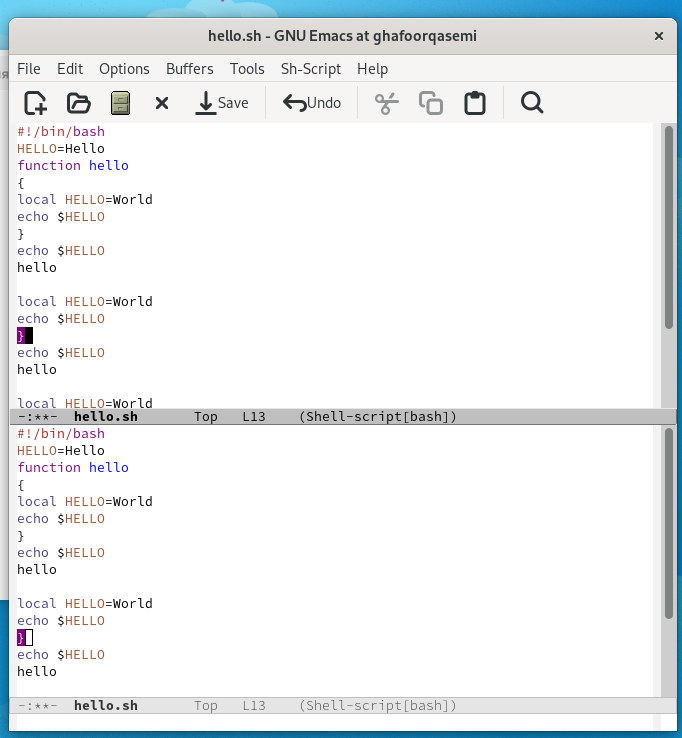 hello.sh - GNU Emacs at ghafoorqasemi ×
File Edit Options Buffers Tools Sh-Script Help
Save Undo
#!/bin/bash
HELLO=Hello
function hello
{
local HELLO=World
echo $HELLO
}
echo $HELLO
hello
local HELLO=World
echo $HELLO
}
echo $HELLO
hello
local HELLO=World
-:**- hello.sh Top L13 (Shell-script[bash])
#!/bin/bash
HELLO=Hello
function hello
{
local HELLO=World
echo $HELLO
}
echo $HELLO
hello
local HELLO=World
echo $HELLO
}
echo $HELLO
hello
-:**- hello.sh Top L13 (Shell-script[bash])